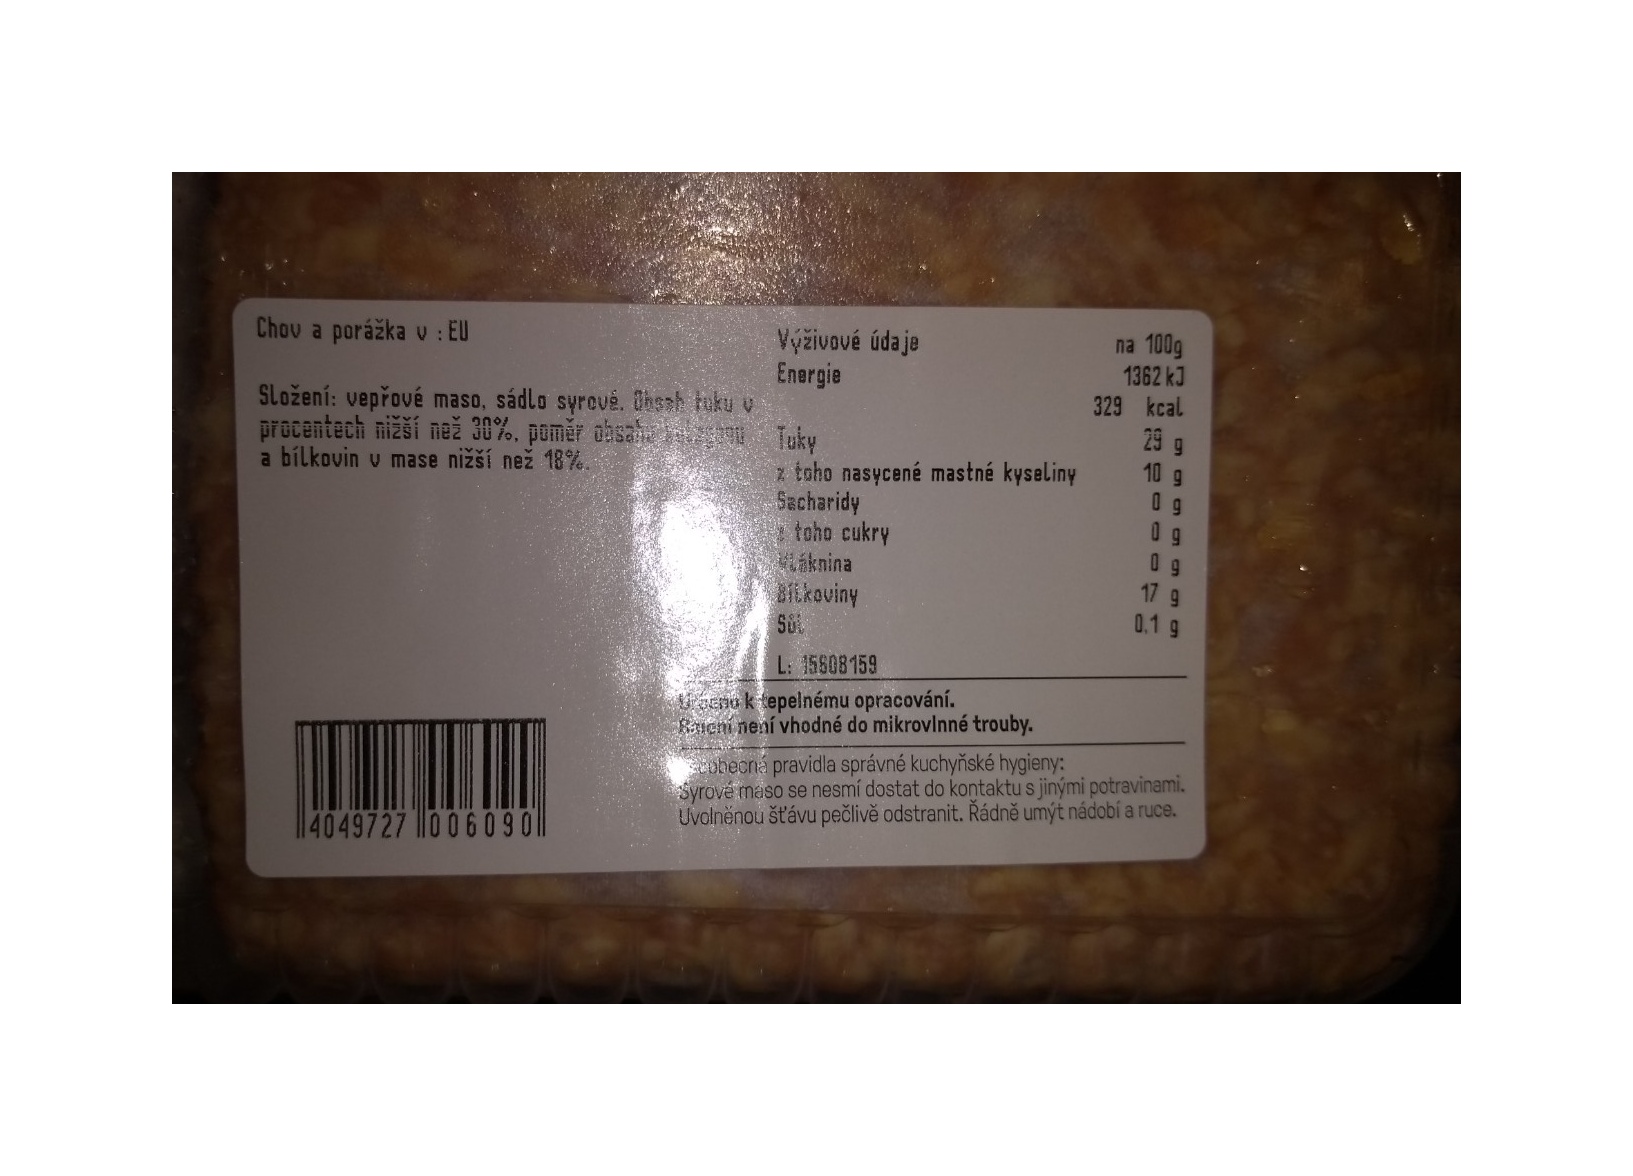 Chov a porážka v : EU
Složení: vepřové maso, sádlo syrové. Obsah tuku v
procentech nižší než 30%, poměr obsahu kolagenu
a bílkovin v mase nižší než 18%.
Výživové údaje na 100g
Energie 1362 kJ
329 kcal
Tuky 29 g
z toho nasycené mastné kyseliny 10 g
Sacharidy 0 g
z toho cukry 0 g
Vláknina 0 g
Bílkoviny 17 g
Sůl 0.1 g
L: 15608159
Určeno k tepelnému opracování.
Balení není vhodné do mikrovlnné trouby.
Všeobecná pravidla správné kuchyňské hygieny:
Syrové maso se nesmí dostat do kontaktu s jinými potravinami.
Uvolněnou šťávu pečlivě odstranit. Řádně umýt nádobí a ruce.
4049727 006090